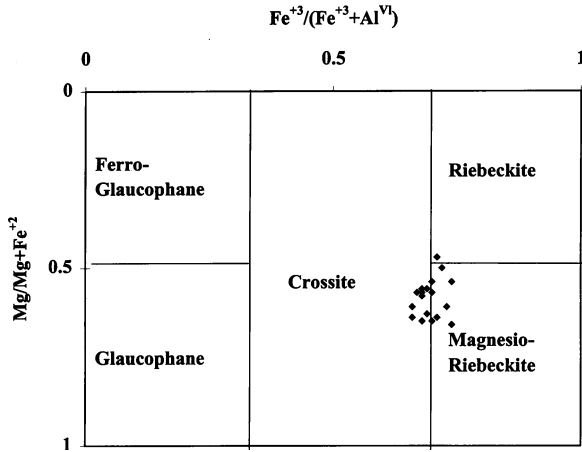 Fe⁺³/(Fe⁺³+Alⱽᴵ)
0 0.5 1
0
Ferro-
Glaucophane
Riebeckite
Mg/Mg+Fe⁺²
0.5
Crossite
Glaucophane
Magnesio-
Riebeckite
1